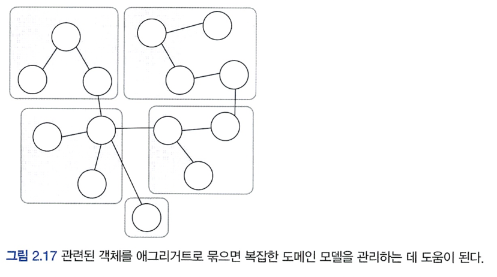 그림 2.17 관련된 객체를 애그리거트로 묶으면 복잡한 도메인 모델을 관리하는 데 도움이 된다.